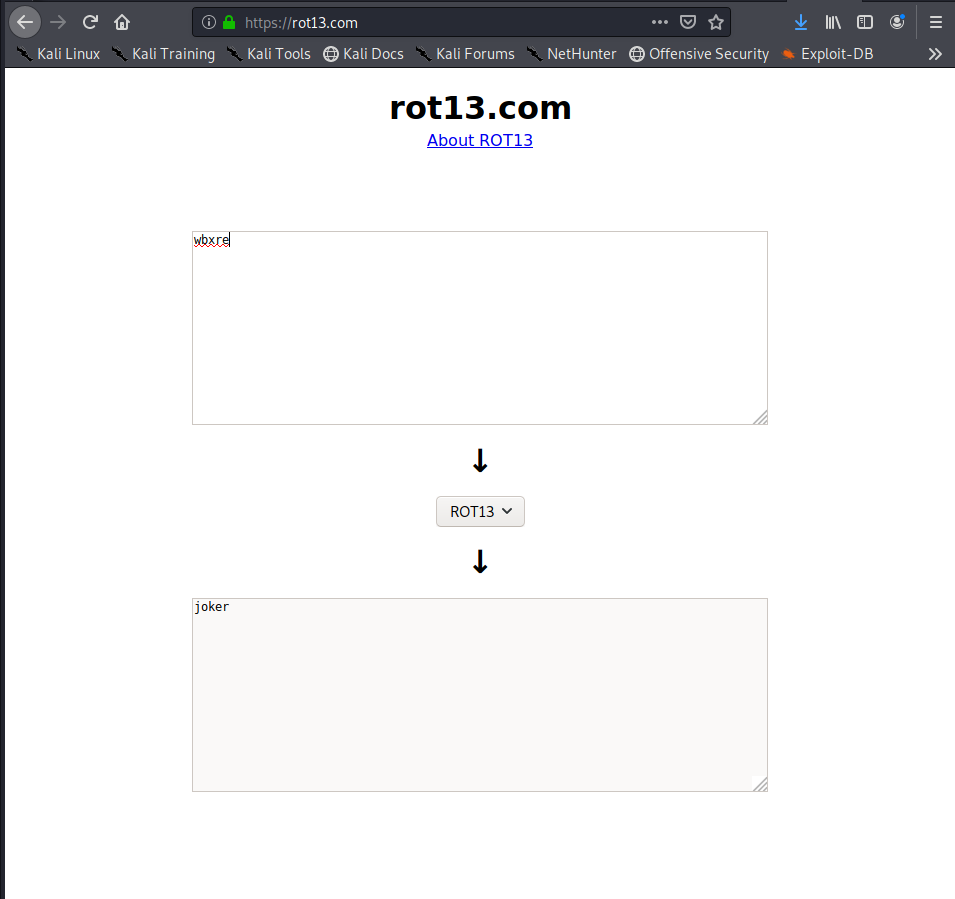 https://rot13.com
Kali Linux Kali Training Kali Tools Kali Docs Kali Forums NetHunter Offensive Security Exploit-DB
rot13.com
About ROT13
wbxre
ROT13
joker